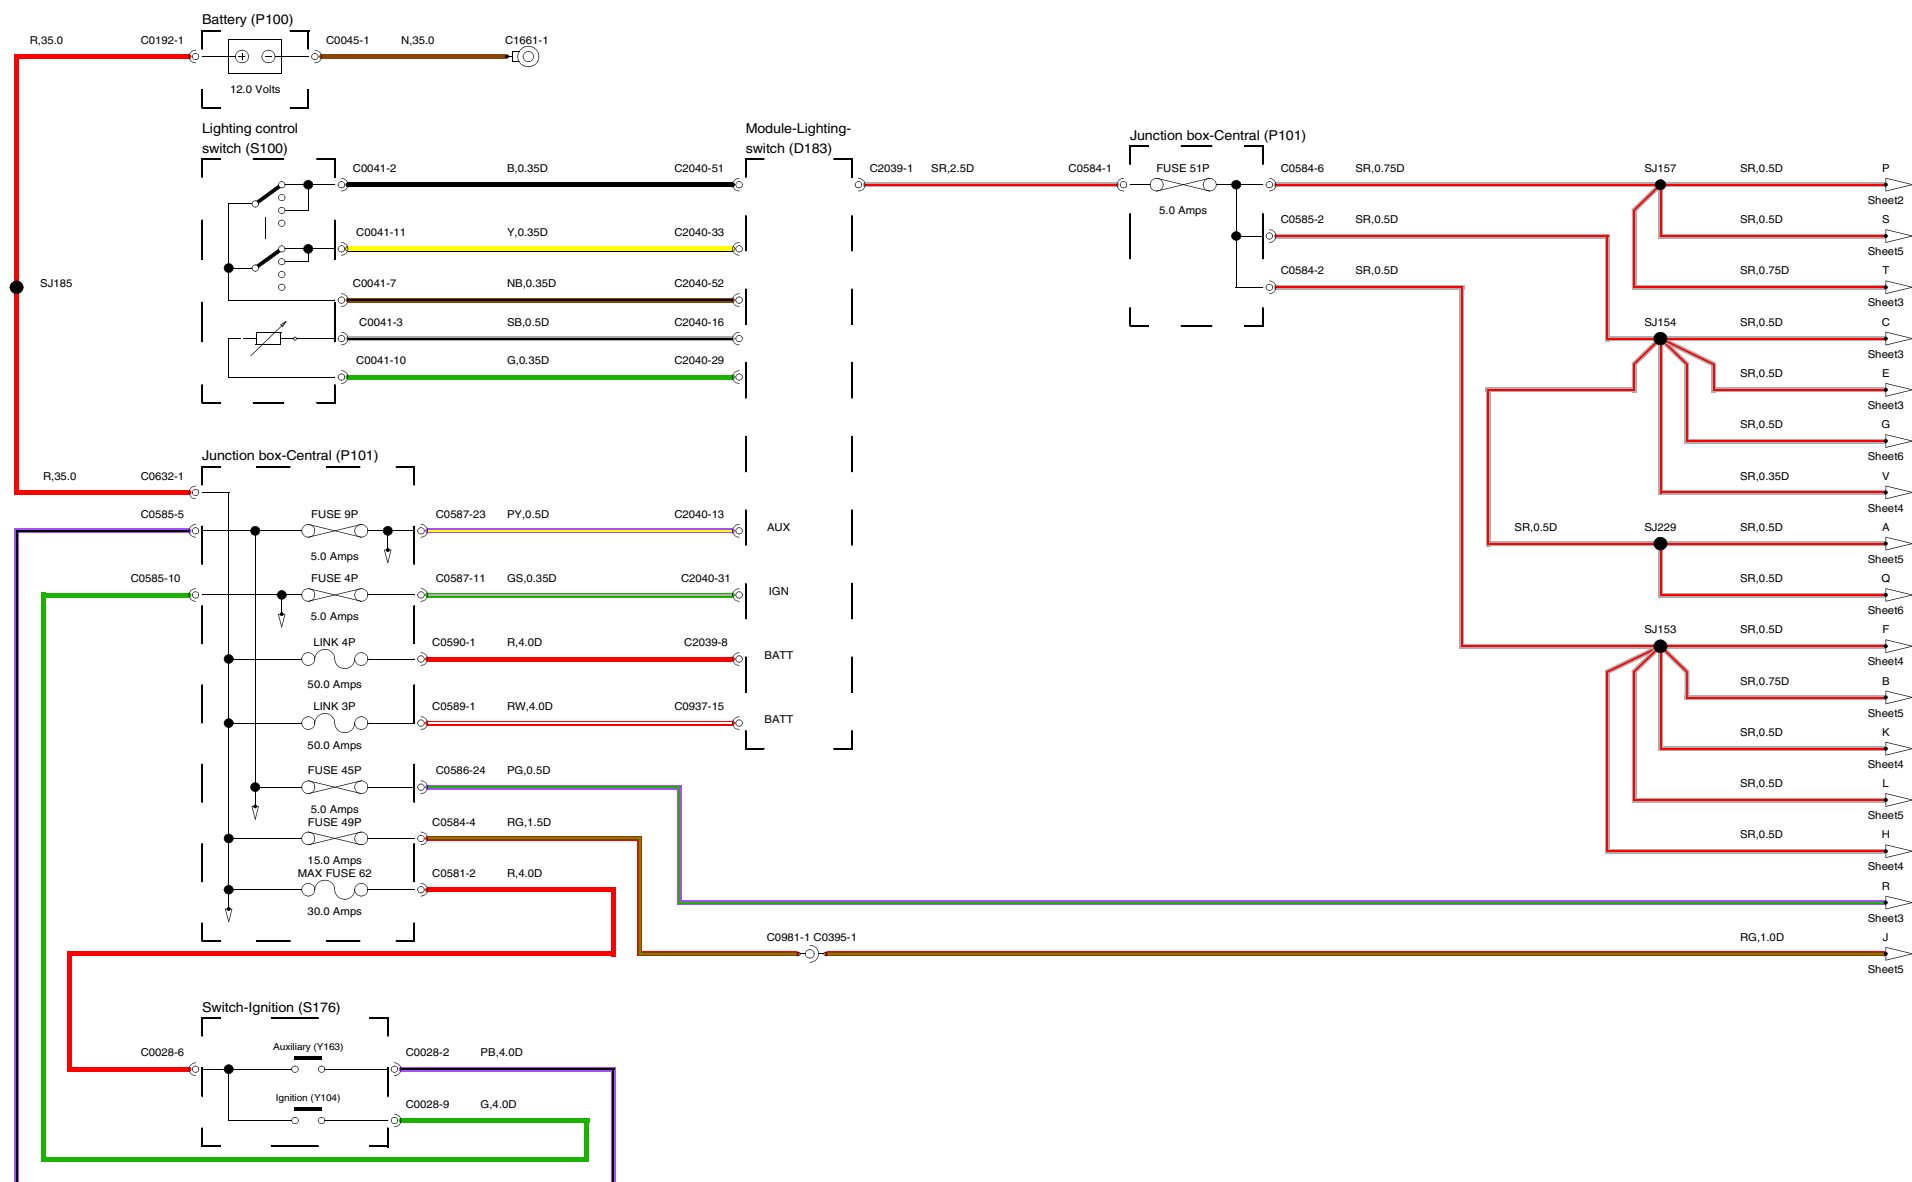 Battery (P100)
R,35.0 C0192-1 C0045-1 N,35.0 C1661-1
12.0 Volts
Lighting control
switch (S100)
Module-Lighting-
switch (D183)
Junction box-Central (P101)
C0041-2 B,0.35D C2040-51 C2039-1 SR,2.5D C0584-1 FUSE 51P C0584-6 SR,0.75D SJ157 SR,0.5D P
Sheet2
5.0 Amps
C0585-2 SR,0.5D SR,0.5D S
C0041-11 Y,0.35D C2040-33
Sheet5
C0584-2 SR,0.5D SR,0.75D T
C0041-7 NB,0.35D C2040-52
SJ185
Sheet3
C0041-3 SB,0.5D C2040-16 SJ154 SR,0.5D C
Sheet3
C0041-10 G,0.35D C2040-29
SR,0.5D E
Sheet3
SR,0.5D G
Sheet6
Junction box-Central (P101)
R,35.0 C0632-1 SR,0.35D V
Sheet4
C0585-5 FUSE 9P C0587-23 PY,0.5D C2040-13 AUX
5.0 Amps
SR,0.5D SJ229 SR,0.5D A
Sheet5
C0585-10 FUSE 4P C0587-11 GS,0.35D C2040-31 IGN
5.0 Amps
SR,0.5D Q
Sheet6
LINK 4P C0590-1 R,4.0D C2039-8 BATT
50.0 Amps
SJ153 SR,0.5D F
Sheet4
SR,0.75D B
Sheet5
LINK 3P C0589-1 RW,4.0D C0937-15 BATT
50.0 Amps
SR,0.5D K
Sheet4
FUSE 45P C0586-24 PG,0.5D
5.0 Amps
SR,0.5D L
Sheet5
FUSE 49P C0584-4 RG,1.5D
15.0 Amps
SR,0.5D H
Sheet4
MAX FUSE 62 C0581-2 R,4.0D
30.0 Amps
R
Sheet3
C0981-1 C0395-1 RG,1.0D J
Sheet5
Switch-Ignition (S176)
C0028-6 Auxiliary (Y163) C0028-2 PB,4.0D
Ignition (Y104) C0028-9 G,4.0D